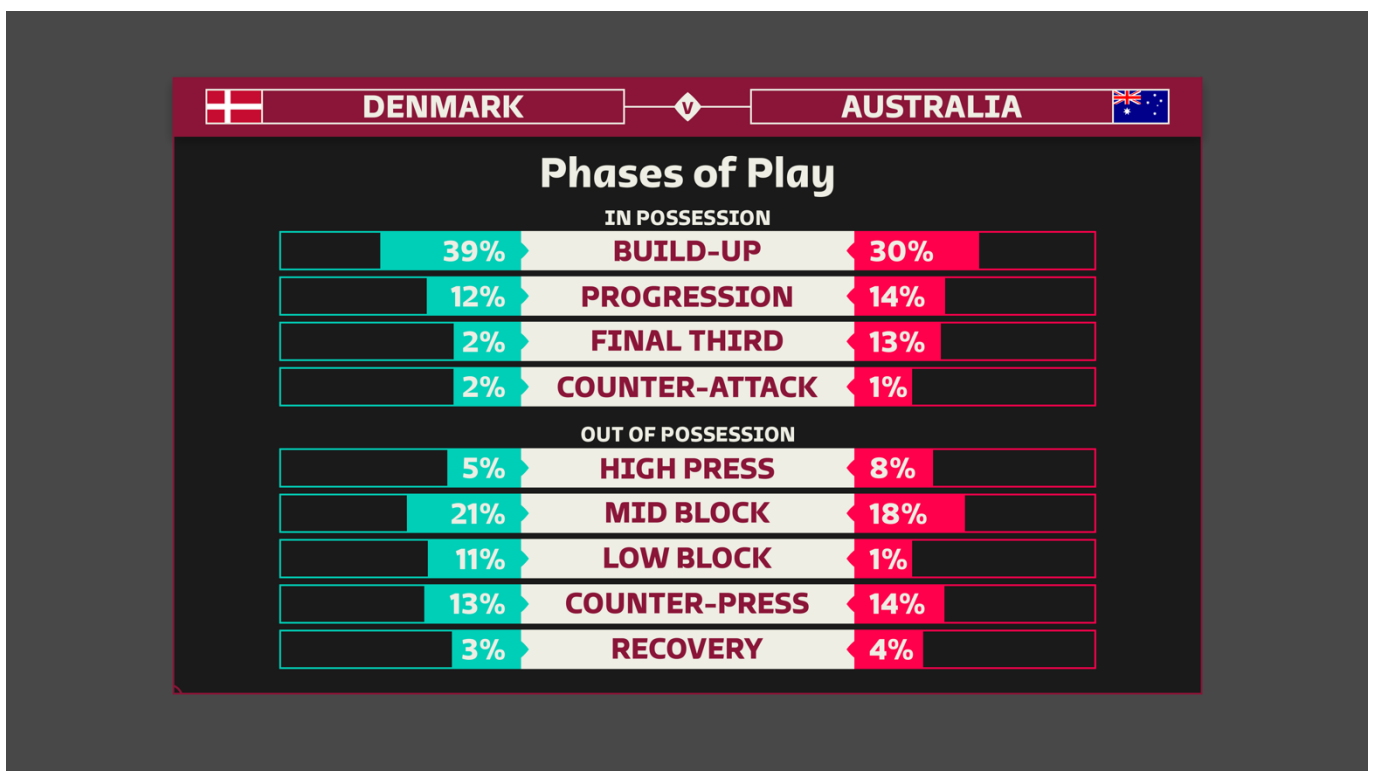 DENMARK V AUSTRALIA
Phases of Play
IN POSSESSION
39% BUILD-UP 30%
12% PROGRESSION 14%
2% FINAL THIRD 13%
2% COUNTER-ATTACK 1%
OUT OF POSSESSION
5% HIGH PRESS 8%
21% MID BLOCK 18%
11% LOW BLOCK 1%
13% COUNTER-PRESS 14%
3% RECOVERY 4%